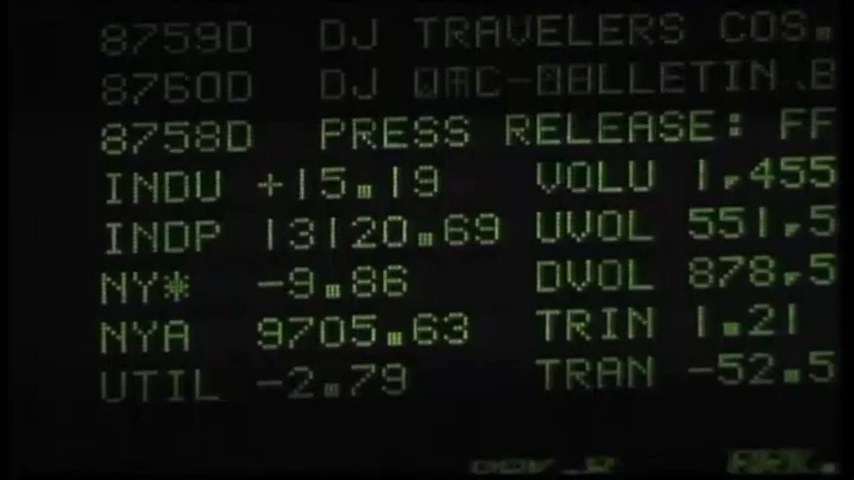 8759D DJ TRAVELERS COS.
8760D DJ
8758D PRESS RELEASE: FF
INDU +15.19 VOLU 1,455
INDP 13120.69 UVOL 551,5
NY* -9.86 DVOL 878,5
NYA 9705.63 TRIN 1.21
UTIL -2.79 TRAN -52.5